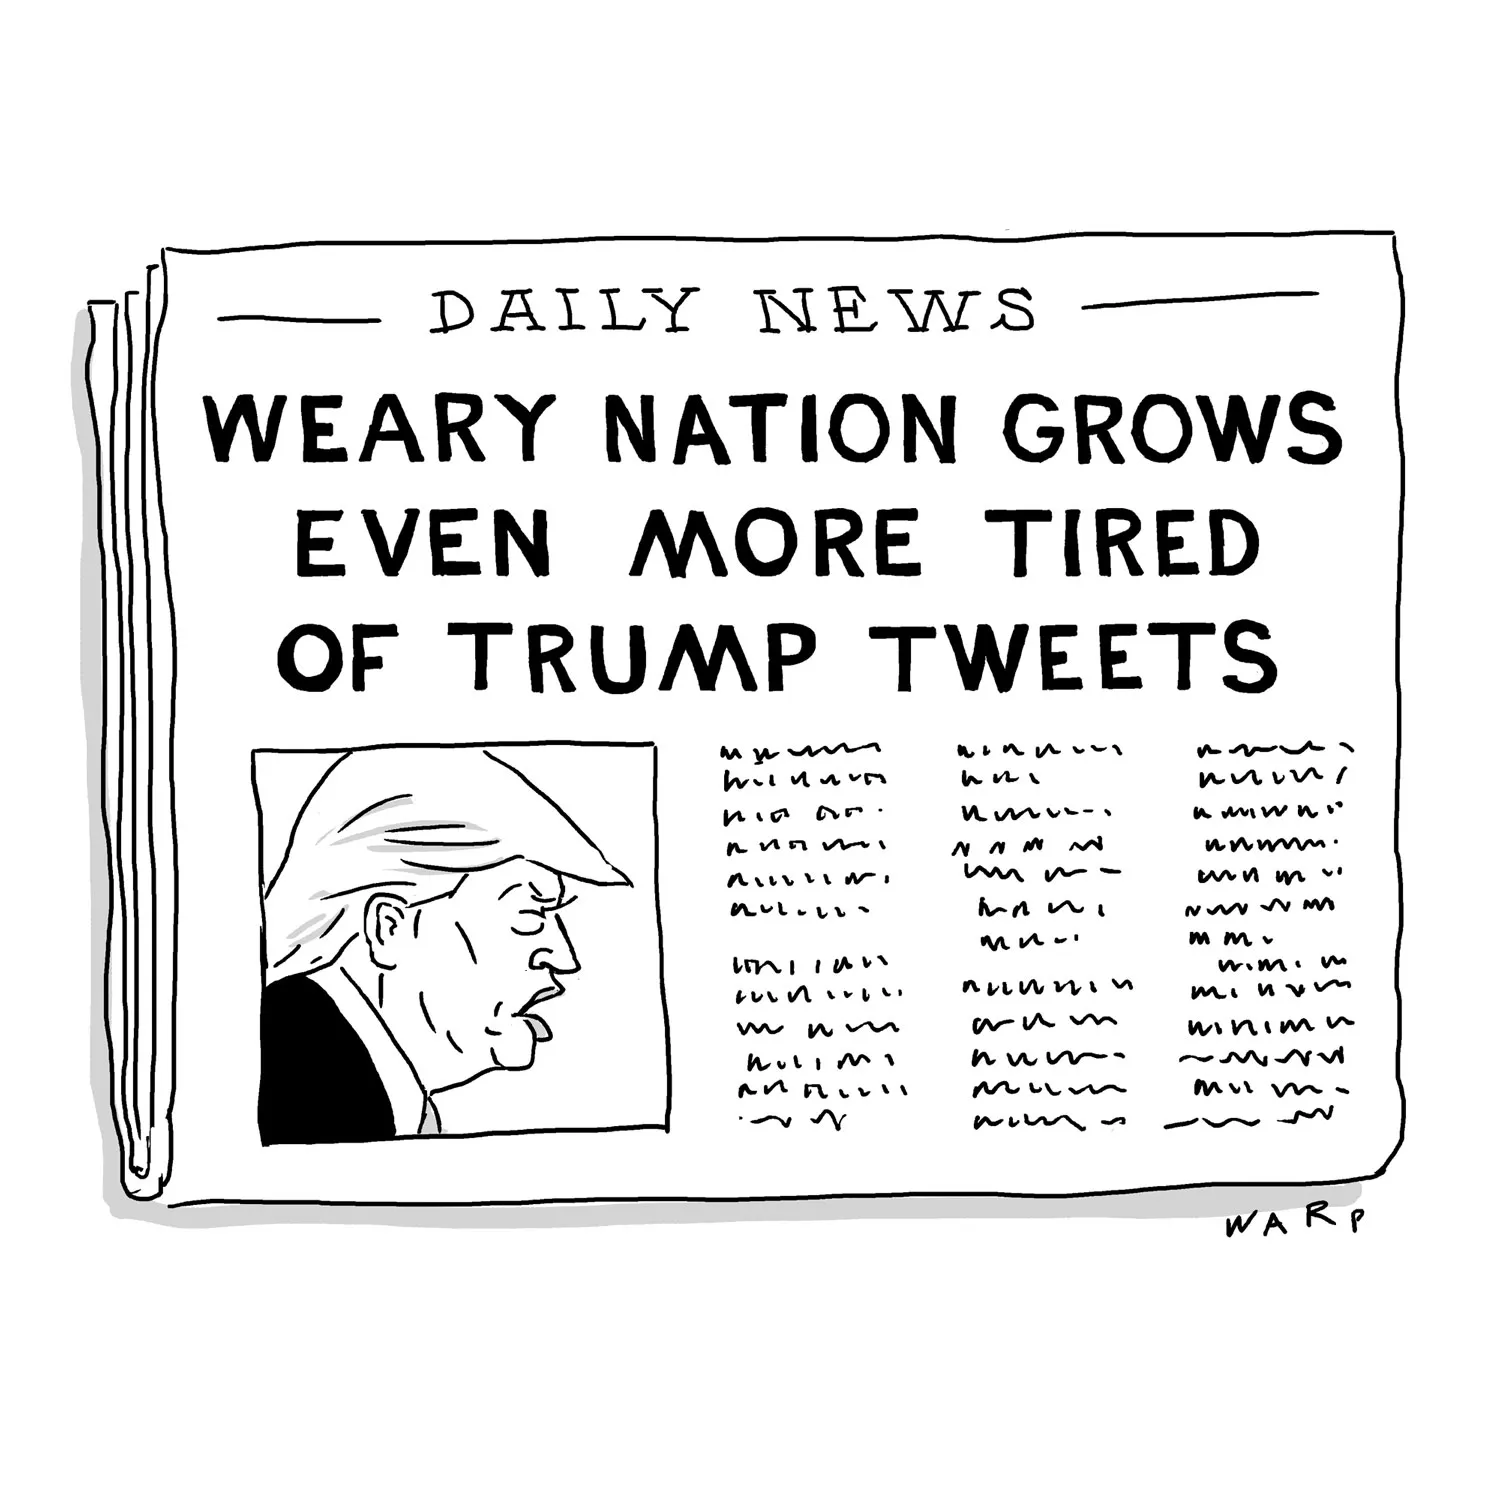 DAILY NEWS
WEARY NATION GROWS
EVEN MORE TIRED
OF TRUMP TWEETS
WARP